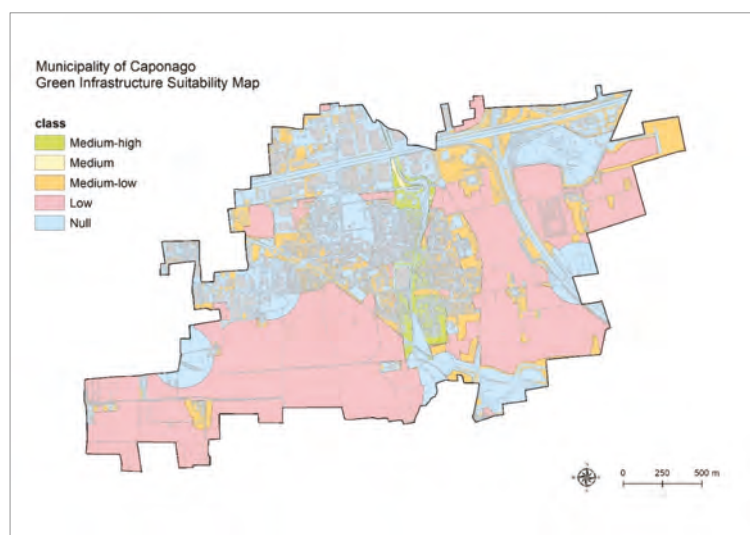 Municipality of Caponago
Green Infrastructure Suitability Map
class
Medium-high
Medium
Medium-low
Low
Null
0 250 500 m